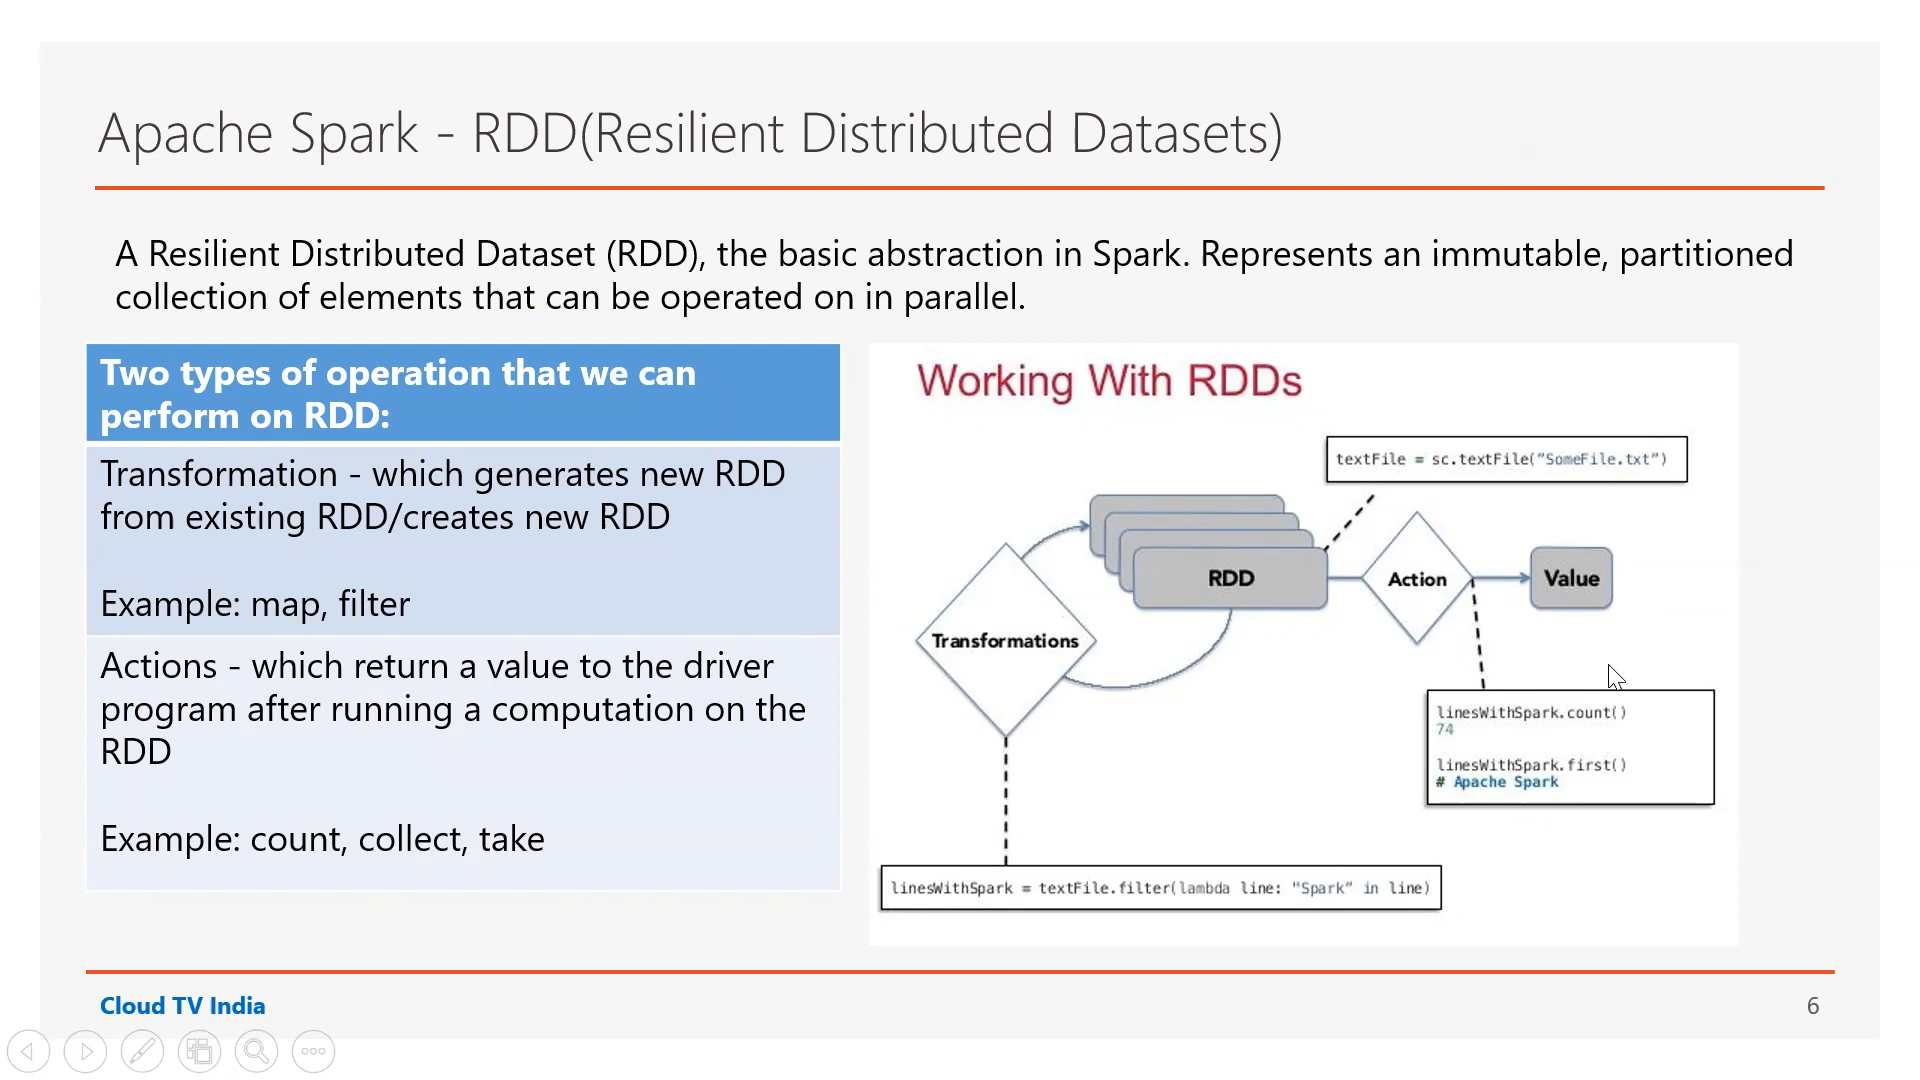 Apache Spark - RDD(Resilient Distributed Datasets)
A Resilient Distributed Dataset (RDD), the basic abstraction in Spark. Represents an immutable, partitioned
collection of elements that can be operated on in parallel.
Two types of operation that we can
perform on RDD:
Transformation - which generates new RDD
from existing RDD/creates new RDD
Example: map, filter
Actions - which return a value to the driver
program after running a computation on the
RDD
Example: count, collect, take
Working With RDDs
textFile = sc.textFile("SomeFile.txt")
RDD
Action
Value
Transformations
linesWithSpark.count()
74
linesWithSpark.first()
# Apache Spark
linesWithSpark = textFile.filter(lambda line: "Spark" in line)
Cloud TV India
6